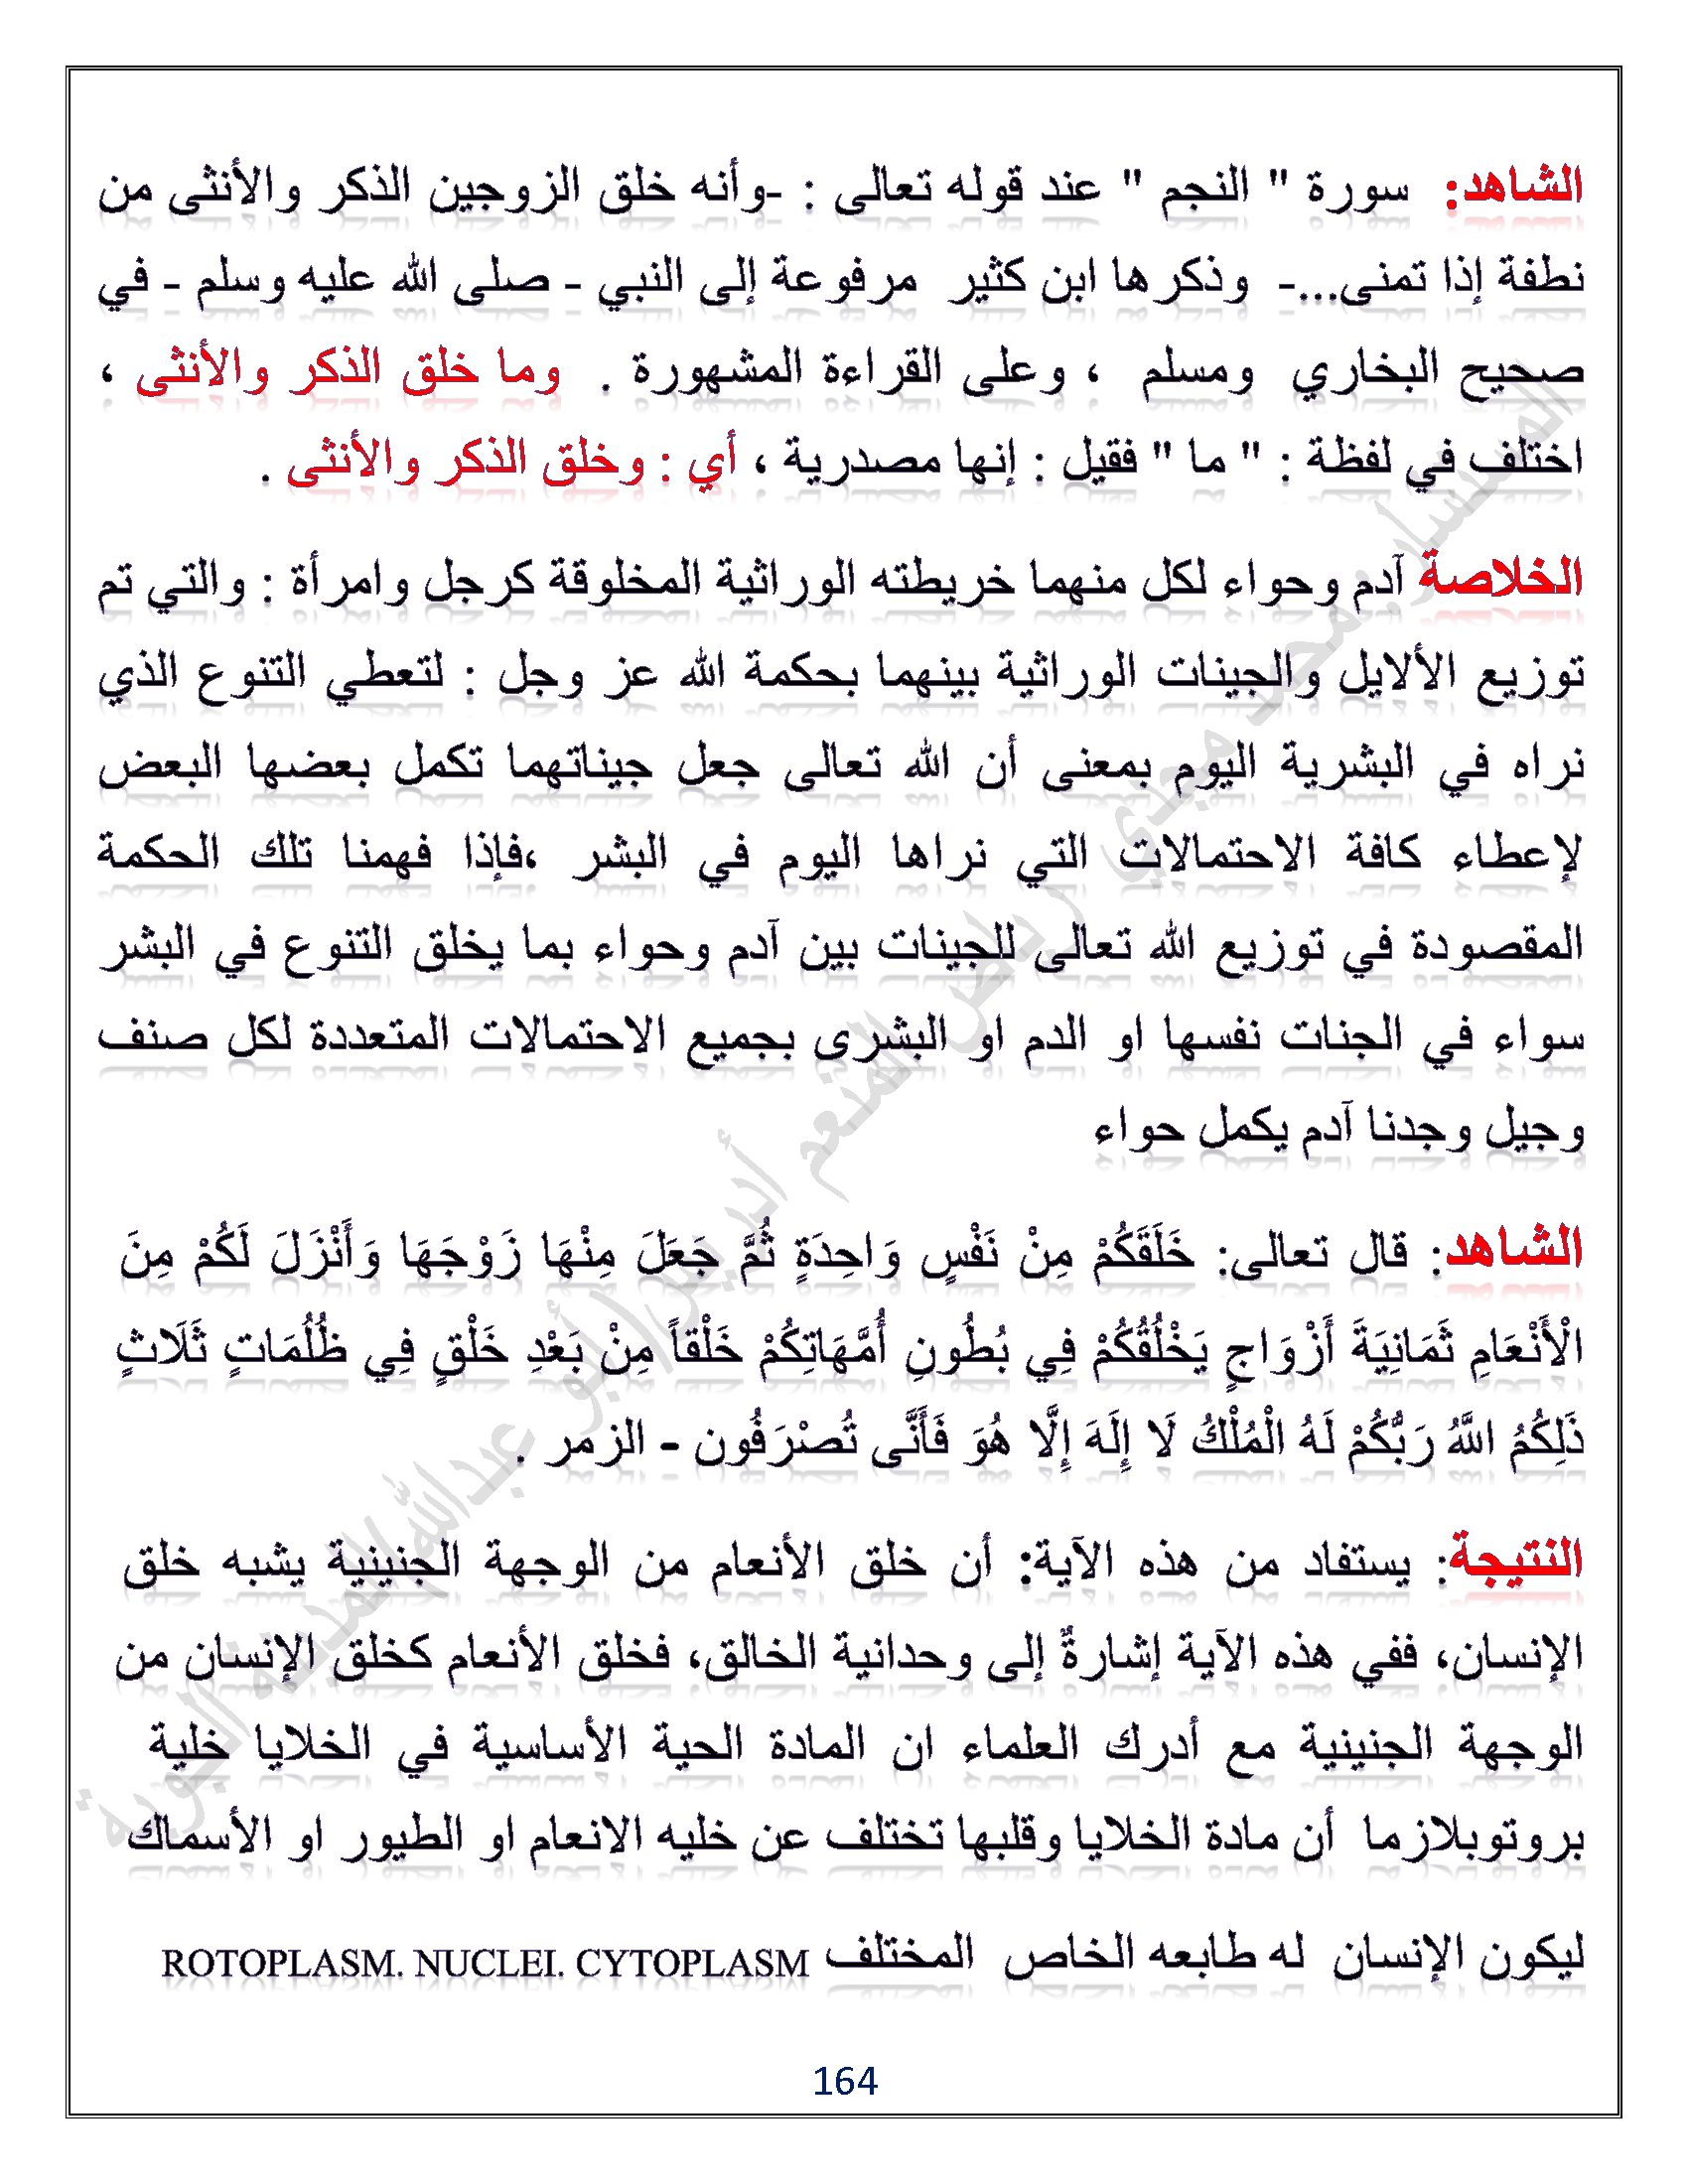 الشاهد: سورة " النجم " عند قوله تعالى : -وأنه خلق الزوجين الذكر والأنثى من
نطفة إذا تمنى...- وذكرها ابن كثير مرفوعة إلى النبي - صلى الله عليه وسلم - في
صحيح البخاري ومسلم ، وعلى القراءة المشهورة . وما خلق الذكر والأنثى ،
اختلف في لفظة : " ما " فقيل : إنها مصدرية ، أي : وخلق الذكر والأنثى .
الخلاصة آدم وحواء لكل منهما خريطته الوراثية المخلوقة كرجل وامرأة : والتي تم
توزيع الألايل والجينات الوراثية بينهما بحكمة الله عز وجل : لتعطي التنوع الذي
نراه في البشرية اليوم بمعنى أن الله تعالى جعل جيناتهما تكمل بعضها البعض
لإعطاء كافة الاحتمالات التي نراها اليوم في البشر ،فإذا فهمنا تلك الحكمة
المقصودة في توزيع الله تعالى للجينات بين آدم وحواء بما يخلق التنوع في البشر
سواء في الجنات نفسها او الدم او البشرى بجميع الاحتمالات المتعددة لكل صنف
وجيل وجدنا آدم يكمل حواء
الشاهد: قال تعالى: خَلَقَكُمْ مِنْ نَفْسٍ وَاحِدَةٍ ثُمَّ جَعَلَ مِنْهَا زَوْجَهَا وَأَنْزَلَ لَكُمْ مِنَ
الْأَنْعَامِ ثَمَانِيَةَ أَزْوَاجٍ يَخْلُقُكُمْ فِي بُطُونِ أُمَّهَاتِكُمْ خَلْقاً مِنْ بَعْدِ خَلْقٍ فِي ظُلُمَاتٍ ثَلَاثٍ
ذَلِكُمُ اللَّهُ رَبُّكُمْ لَهُ الْمُلْكُ لَا إِلَهَ إِلَّا هُوَ فَأَنَّى تُصْرَفُون - الزمر .
النتيجة: يستفاد من هذه الآية: أن خلق الأنعام من الوجهة الجنينية يشبه خلق
الإنسان، ففي هذه الآية إشارةٌ إلى وحدانية الخالق، فخلق الأنعام كخلق الإنسان من
الوجهة الجنينية مع أدرك العلماء ان المادة الحية الأساسية في الخلايا خلية
بروتوبلازما أن مادة الخلايا وقلبها تختلف عن خليه الانعام او الطيور او الأسماك
ليكون الإنسان له طابعه الخاص المختلف ROTOPLASM. NUCLEI. CYTOPLASM
164